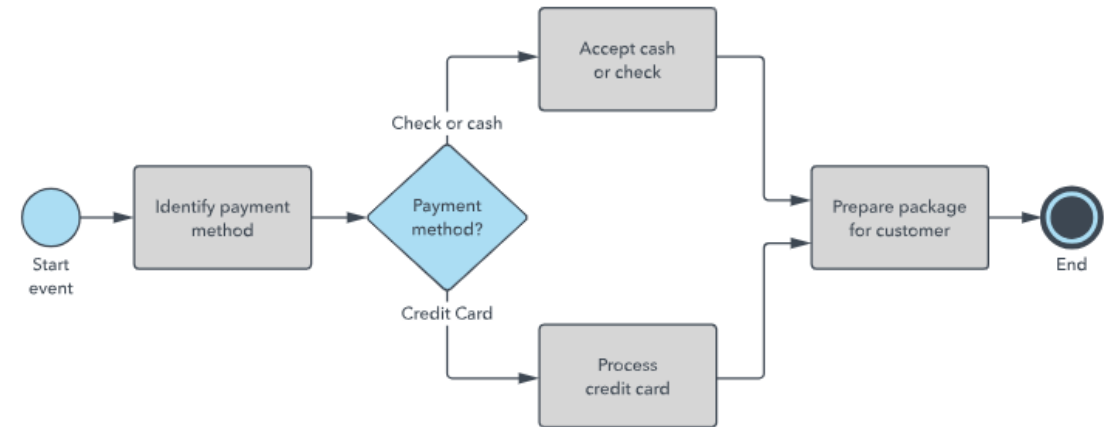 Start
event
Identify payment
method
Payment
method?
Check or cash
Accept cash
or check
Credit Card
Process
credit card
Prepare package
for customer
End